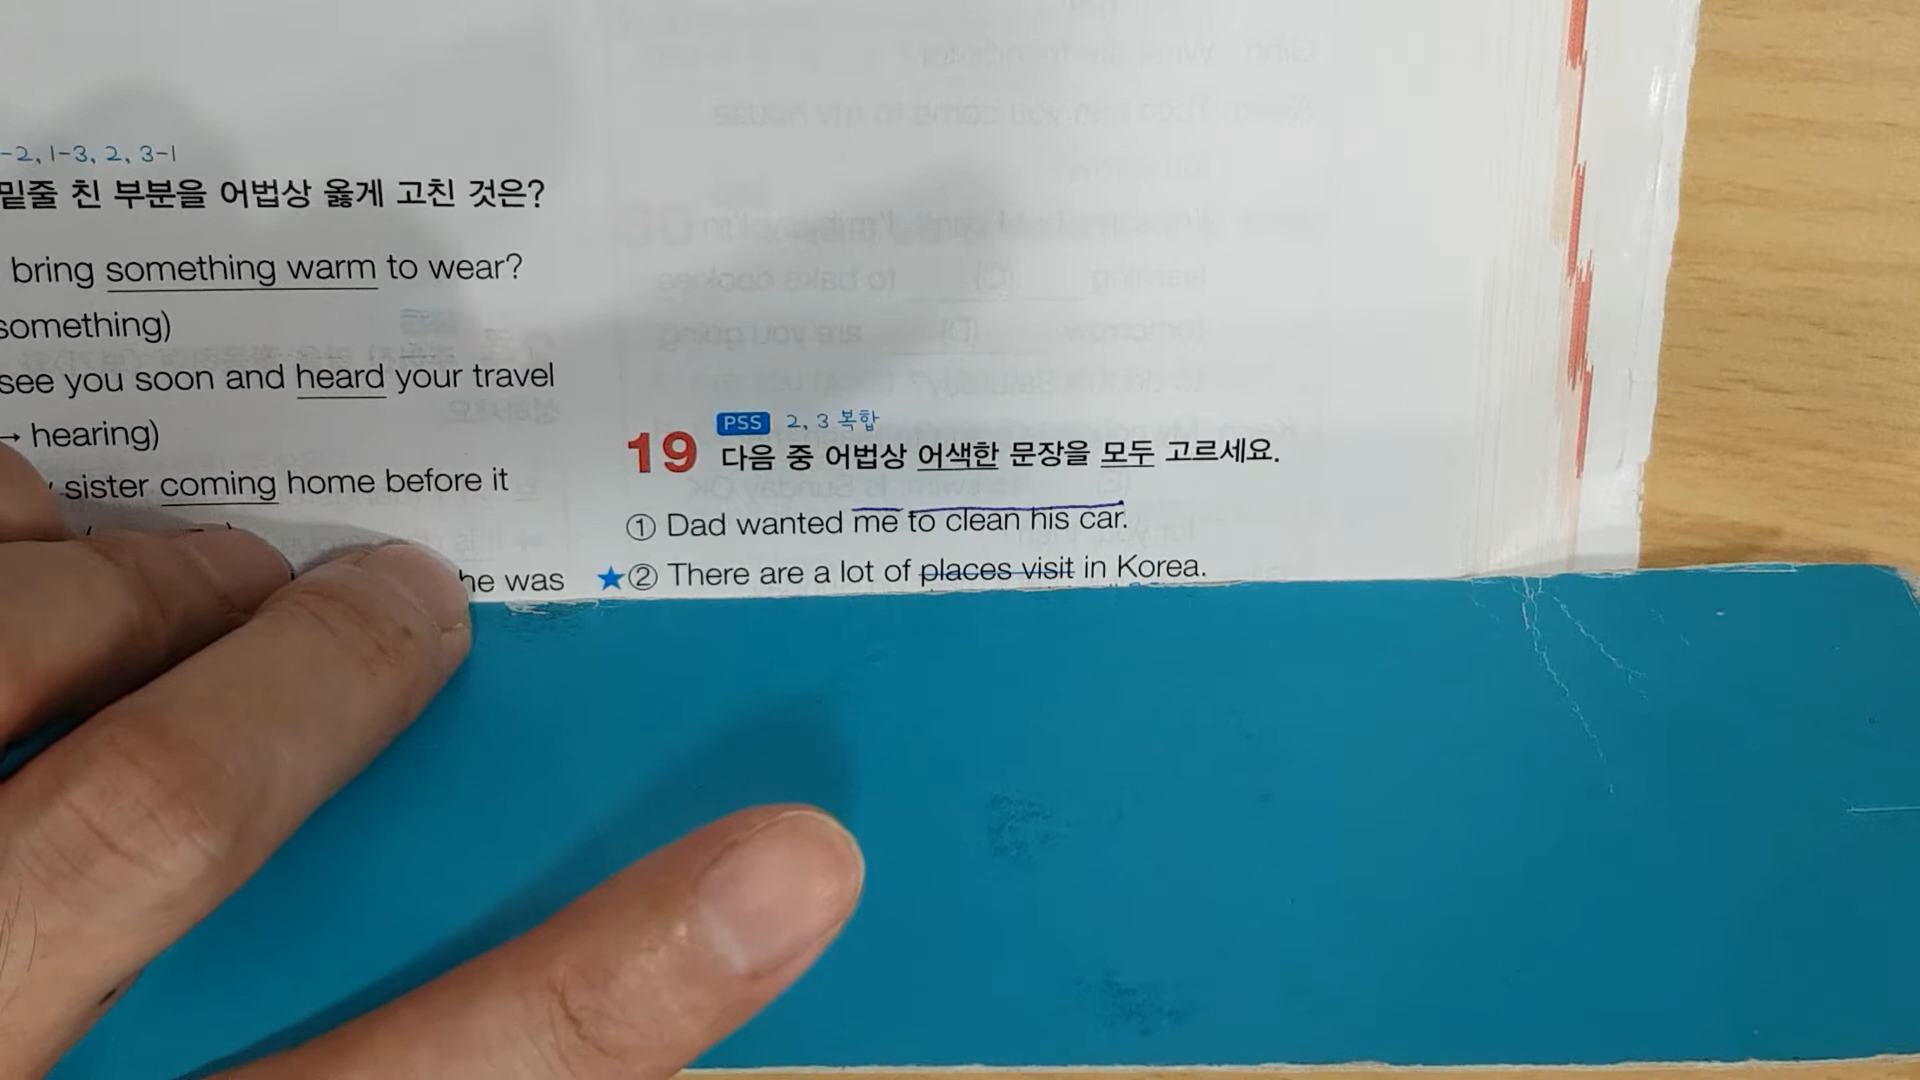 -2, 1-3, 2, 3-1
밑줄 친 부분을 어법상 옳게 고친 것은?
bring something warm to wear?
something)
see you soon and heard your travel
→ hearing)
sister coming home before it
he was
PSS 2, 3 복합
19 다음 중 어법상 어색한 문장을 모두 고르세요.
① Dad wanted me to clean his car.
★② There are a lot of places visit in Korea.